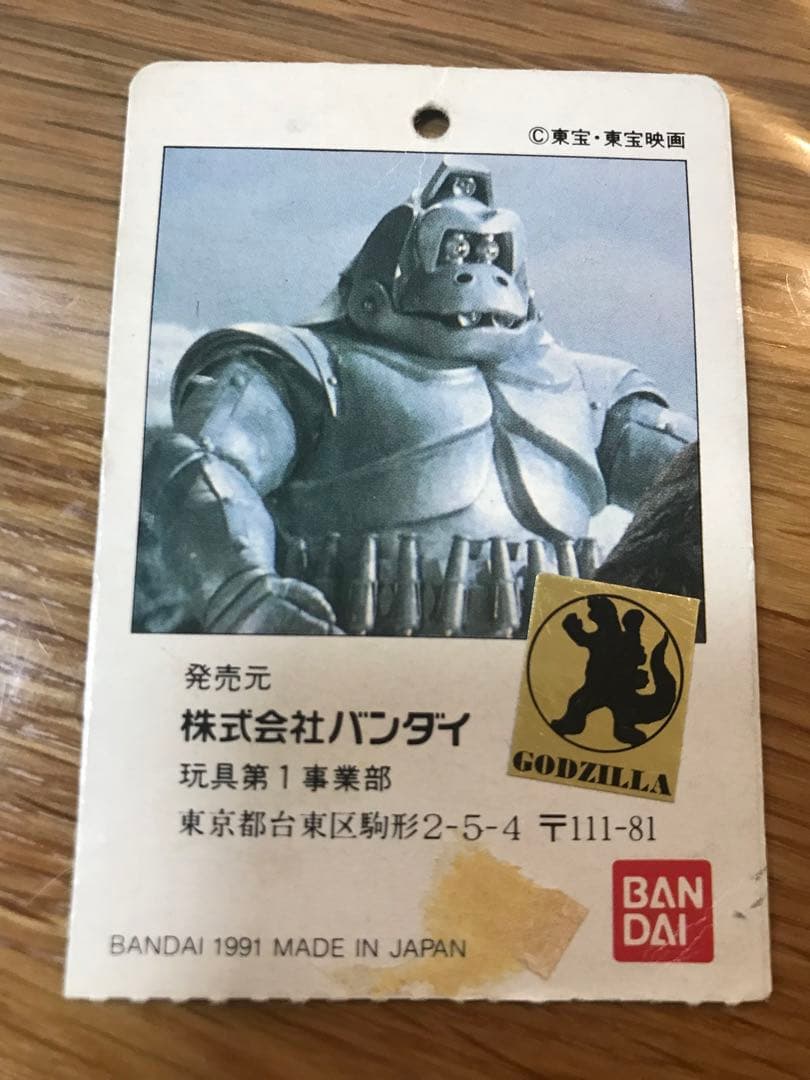 ©東宝・東宝映画
発売元
株式会社バンダイ
玩具第1事業部
東京都台東区駒形2-5-4 〒111-81
GODZILLA
BAN
DAI
BANDAI 1991 MADE IN JAPAN